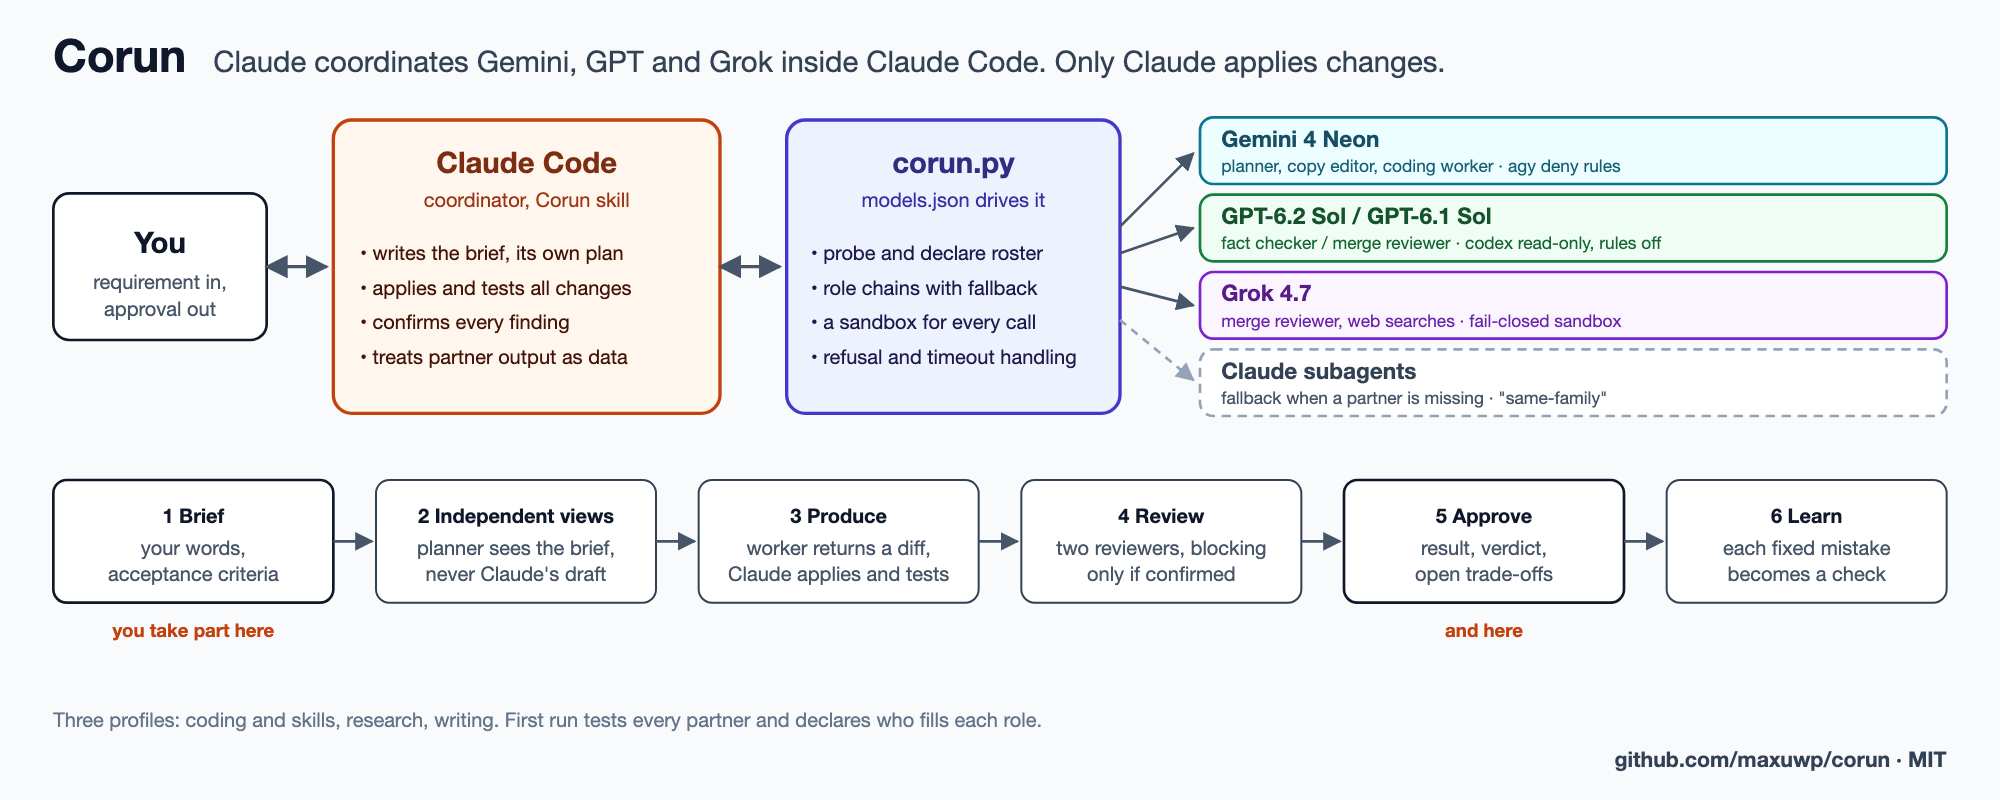 Corun Claude coordinates Gemini, GPT and Grok inside Claude Code. Only Claude applies changes.
You
requirement in,
approval out
Claude Code
coordinator, Corun skill
• writes the brief, its own plan
• applies and tests all changes
• confirms every finding
• treats partner output as data
corun.py
models.json drives it
• probe and declare roster
• role chains with fallback
• a sandbox for every call
• refusal and timeout handling
Gemini 4 Neon
planner, copy editor, coding worker · agy deny rules
GPT-6.2 Sol / GPT-6.1 Sol
fact checker / merge reviewer · codex read-only, rules off
Grok 4.7
merge reviewer, web searches · fail-closed sandbox
Claude subagents
fallback when a partner is missing · "same-family"
1 Brief
your words,
acceptance criteria
2 Independent views
planner sees the brief,
never Claude's draft
3 Produce
worker returns a diff,
Claude applies and tests
4 Review
two reviewers, blocking
only if confirmed
5 Approve
result, verdict,
open trade-offs
6 Learn
each fixed mistake
becomes a check
you take part here
and here
Three profiles: coding and skills, research, writing. First run tests every partner and declares who fills each role.
github.com/maxuwp/corun · MIT